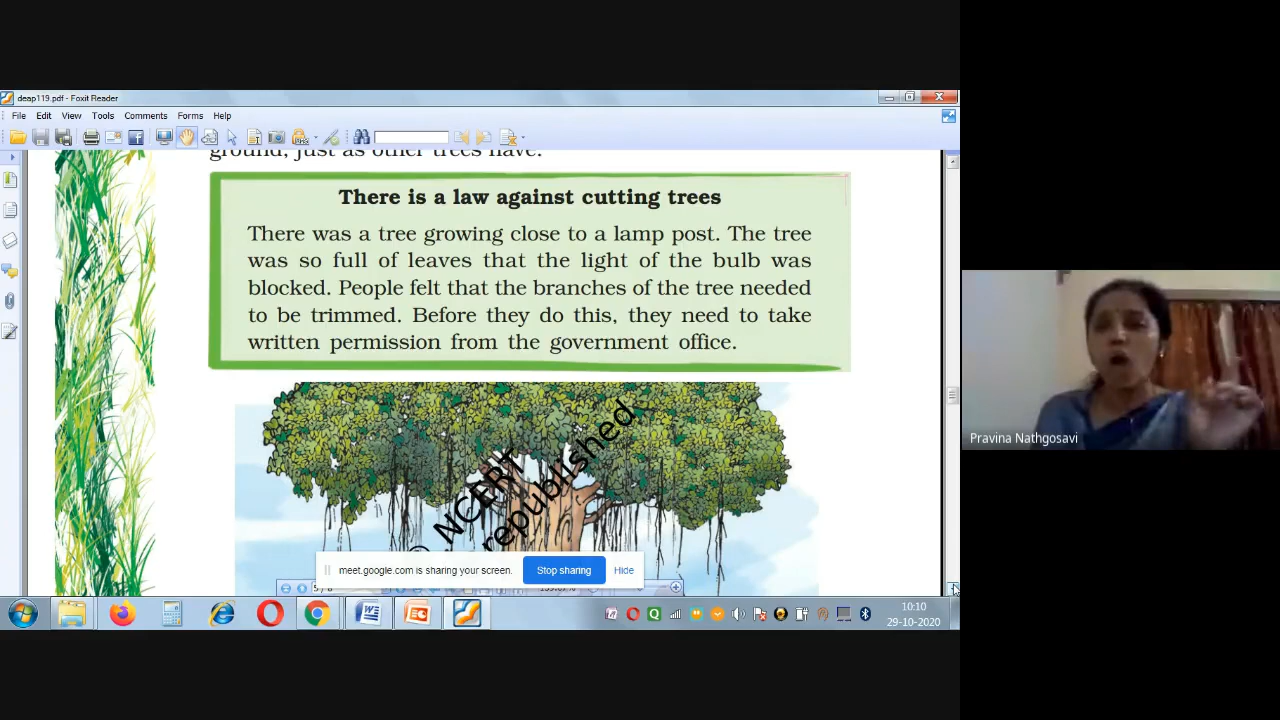 deap119.pdf - Foxit Reader
File Edit View Tools Comments Forms Help
ground, just as other trees have.
There is a law against cutting trees
There was a tree growing close to a lamp post. The tree
was so full of leaves that the light of the bulb was
blocked. People felt that the branches of the tree needed
to be trimmed. Before they do this, they need to take
written permission from the government office.
© NCERT
republished
meet.google.com is sharing your screen. Stop sharing Hide
10:10
29-10-2020
Pravina Nathgosavi